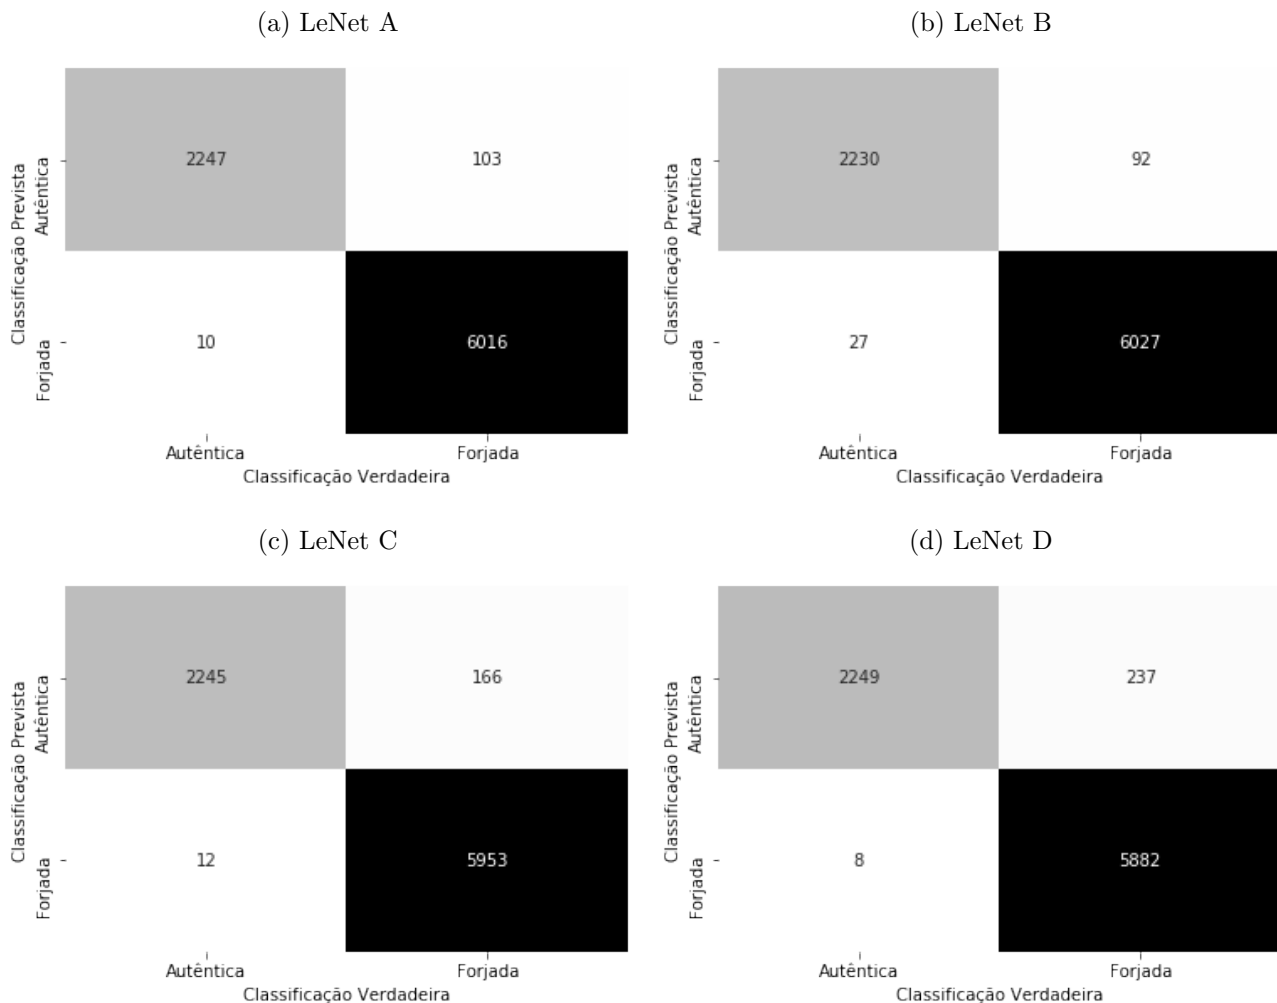 (a) LeNet A
Classificação Prevista
Autêntica
Forjada
2247
103
10
6016
Autêntica
Forjada
Classificação Verdadeira
(b) LeNet B
Classificação Prevista
Autêntica
Forjada
2230
92
27
6027
Autêntica
Forjada
Classificação Verdadeira
(c) LeNet C
Classificação Prevista
Autêntica
Forjada
2245
166
12
5953
Autêntica
Forjada
Classificação Verdadeira
(d) LeNet D
Classificação Prevista
Autêntica
Forjada
2249
237
8
5882
Autêntica
Forjada
Classificação Verdadeira